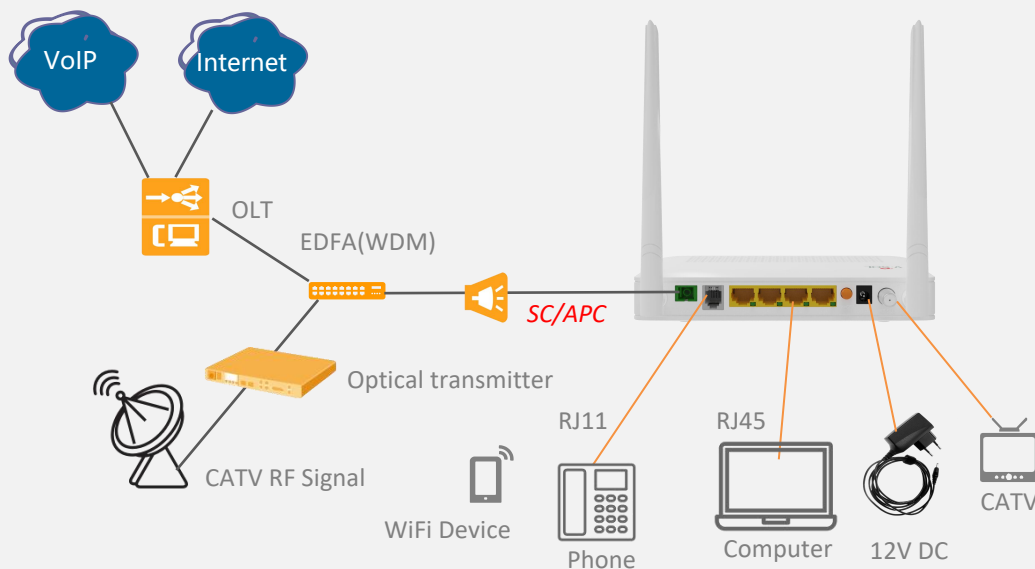 VoIP
Internet
OLT
EDFA(WDM)
SC/APC
Optical transmitter
RJ11
RJ45
CATV RF Signal
WiFi Device
CATV
Phone
Computer
12V DC